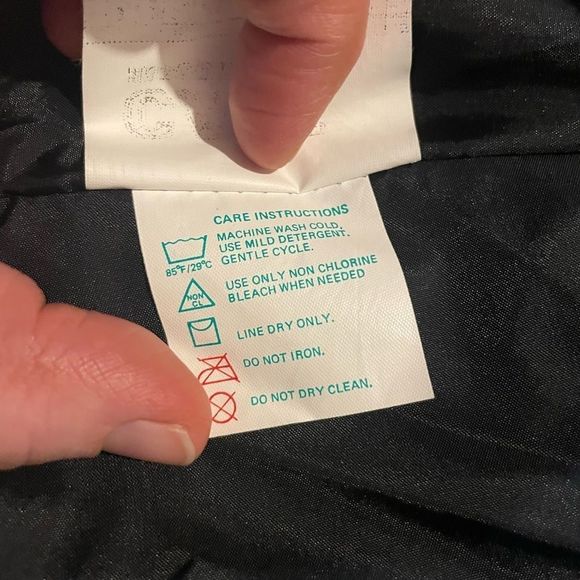 CARE INSTRUCTIONS
MACHINE WASH COLD.
USE MILD DETERGENT.
GENTLE CYCLE.
85°F/29°C
NON
CL
USE ONLY NON CHLORINE
BLEACH WHEN NEEDED
LINE DRY ONLY.
DO NOT IRON.
DO NOT DRY CLEAN.